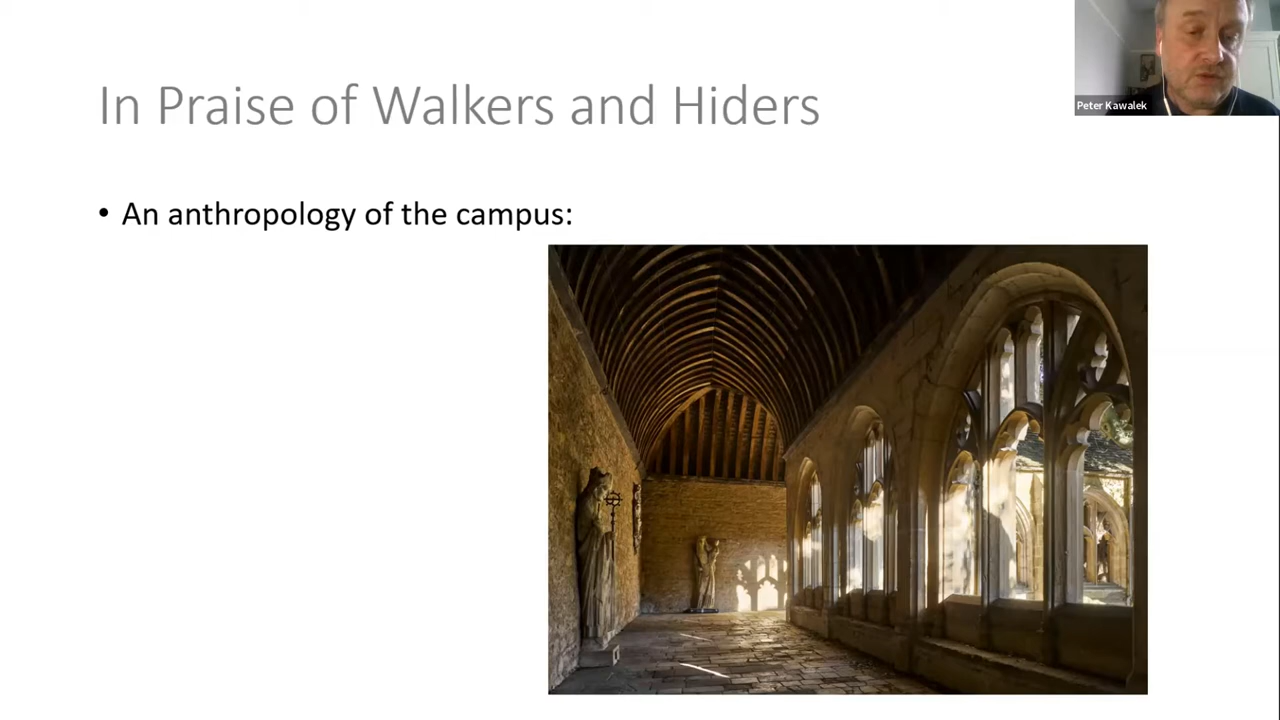 In Praise of Walkers and Hiders
Peter Kawalek
• An anthropology of the campus: